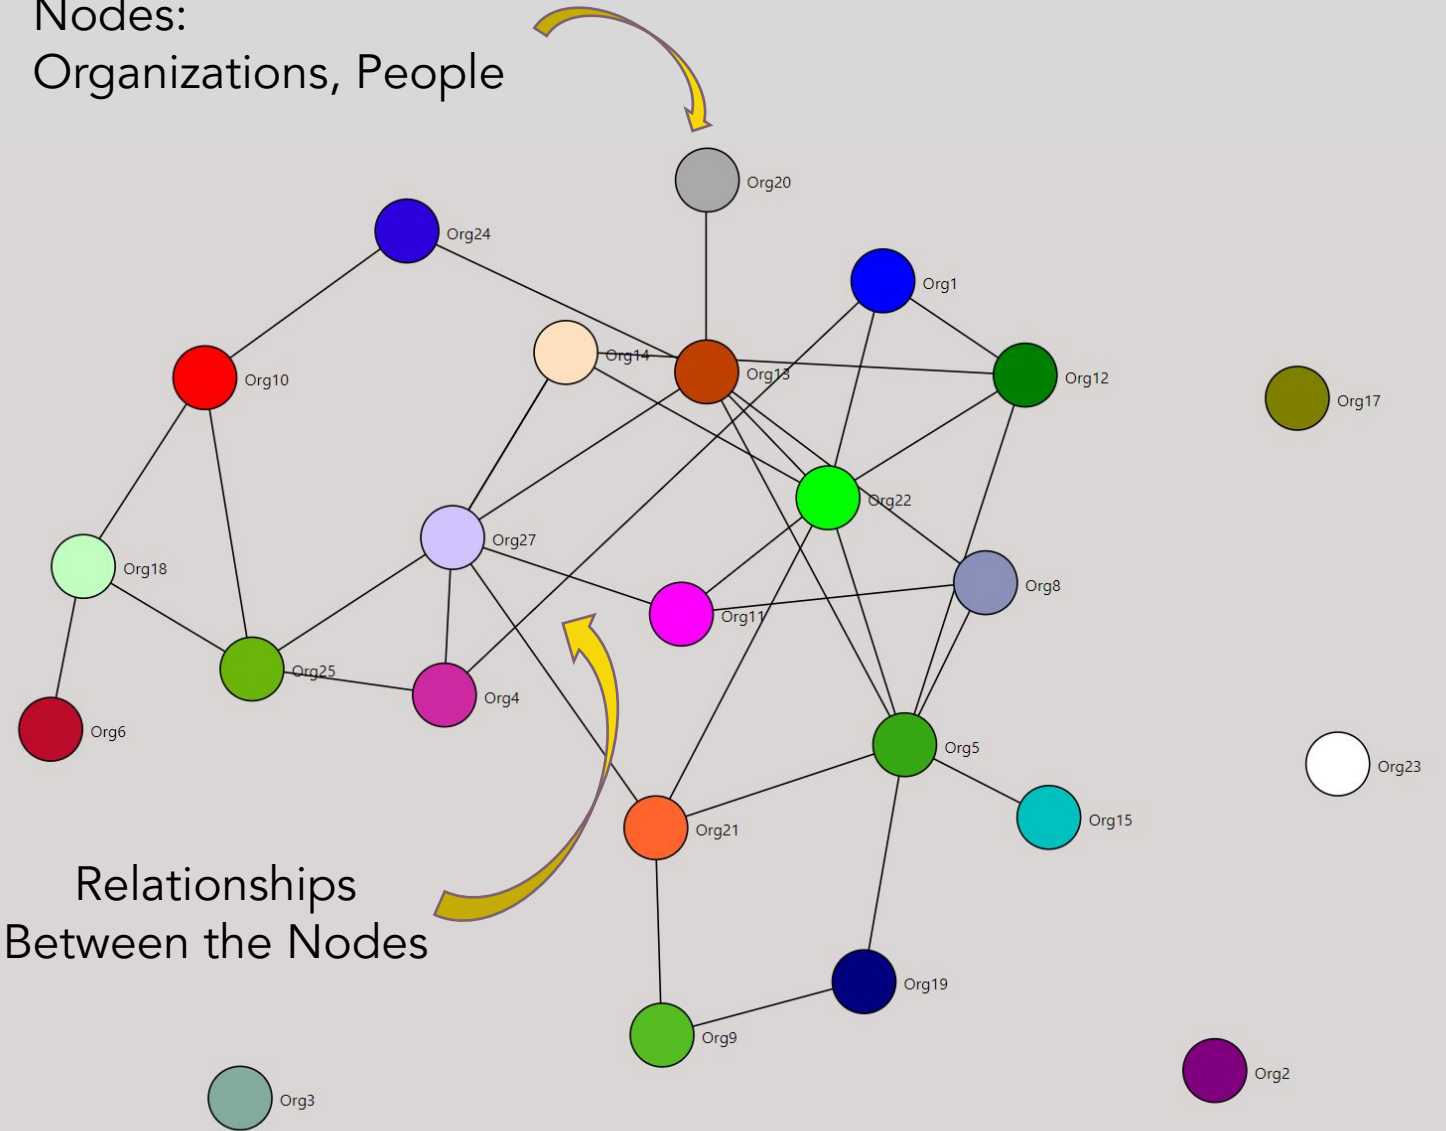 Nodes:
Organizations, People
Org20
Org24
Org1
Org14
Org13
Org12
Org10
Org17
Org22
Org27
Org18
Org8
Org11
Org25
Org4
Org6
Org5
Org23
Org15
Org21
Relationships
Between the Nodes
Org19
Org9
Org2
Org3